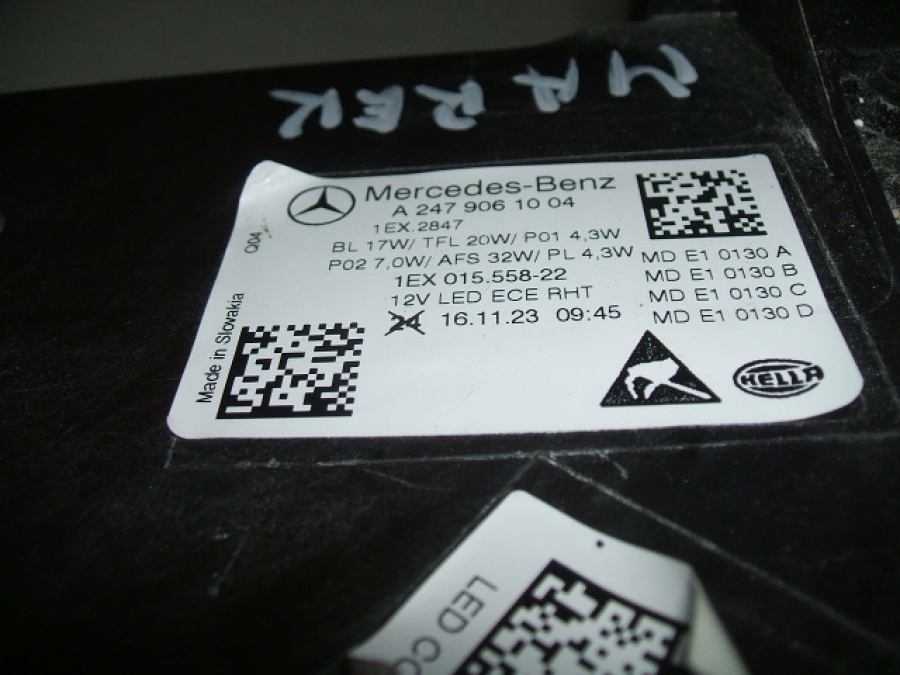 MAREK
Mercedes-Benz
A 247 906 10 04
1EX.2847
BL 17W/ TFL 20W/ P01 4,3W
P02 7,0W/ AFS 32W/ PL 4,3W
1EX 015.558-22
12V LED ECE RHT
24 16.11.23 09:45
MD E1 0130 A
MD E1 0130 B
MD E1 0130 C
MD E1 0130 D
HELLA
Q04
Made in Slovakia
LED CO